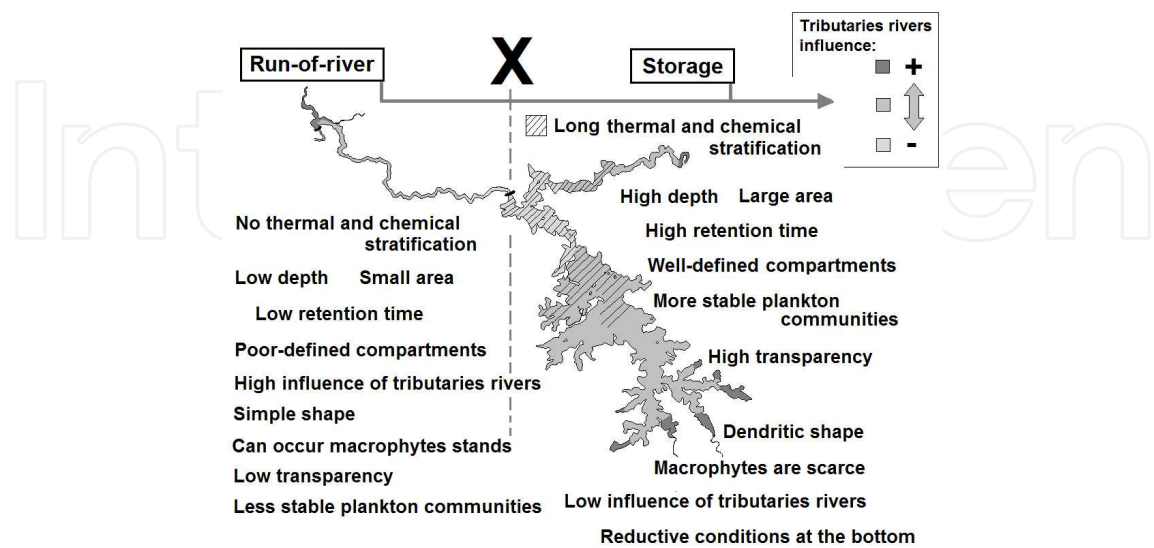 Tributaries rivers
influence:
+
-
X
Run-of-river
Storage
Long thermal and chemical
stratification
High depth Large area
High retention time
Well-defined compartments
More stable plankton
communities
High transparency
Dendritic shape
Macrophytes are scarce
Low influence of tributaries rivers
Reductive conditions at the bottom
No thermal and chemical
stratification
Low depth Small area
Low retention time
Poor-defined compartments
High influence of tributaries rivers
Simple shape
Can occur macrophytes stands
Low transparency
Less stable plankton communities
Int
en